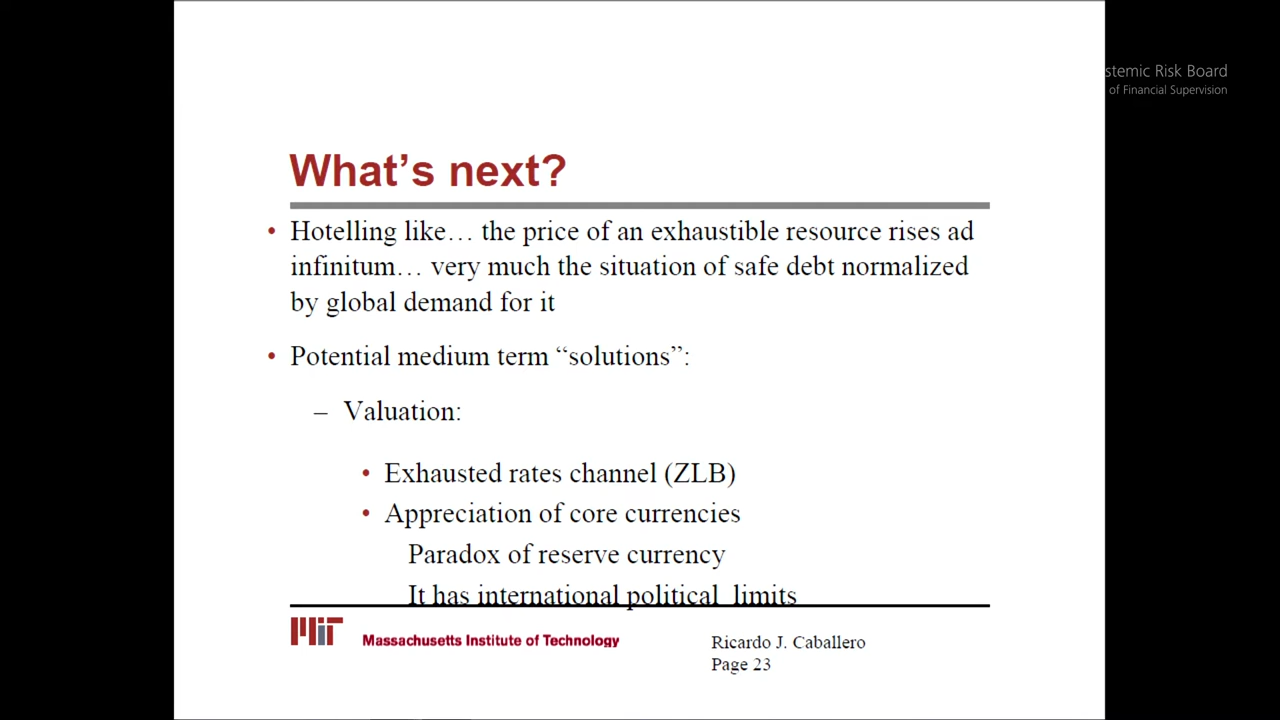 stemic Risk Board
of Financial Supervision
What’s next?
• Hotelling like… the price of an exhaustible resource rises ad
infinitum… very much the situation of safe debt normalized
by global demand for it
• Potential medium term “solutions”:
– Valuation:
• Exhausted rates channel (ZLB)
• Appreciation of core currencies
Paradox of reserve currency
It has international political limits
MIT Massachusetts Institute of Technology
Ricardo J. Caballero
Page 23